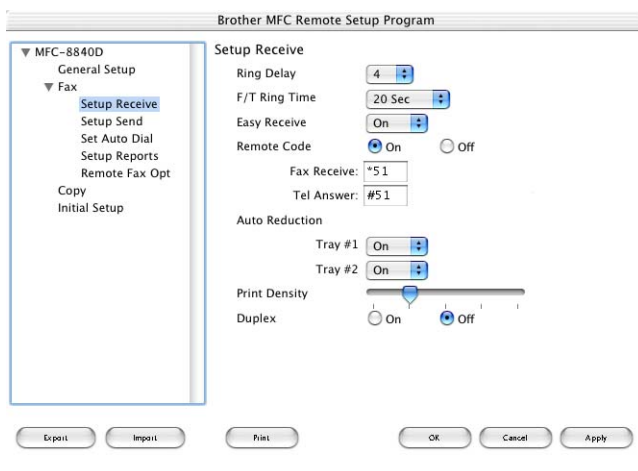 Brother MFC Remote Setup Program
MFC-8840D
General Setup
Fax
Setup Receive
Setup Send
Set Auto Dial
Setup Reports
Remote Fax Opt
Copy
Initial Setup
Setup Receive
Ring Delay 4
F/T Ring Time 20 Sec
Easy Receive On
Remote Code On Off
Fax Receive: *51
Tel Answer: #51
Auto Reduction
Tray #1 On
Tray #2 On
Print Density
Duplex On Off
Export Import Print OK Cancel Apply